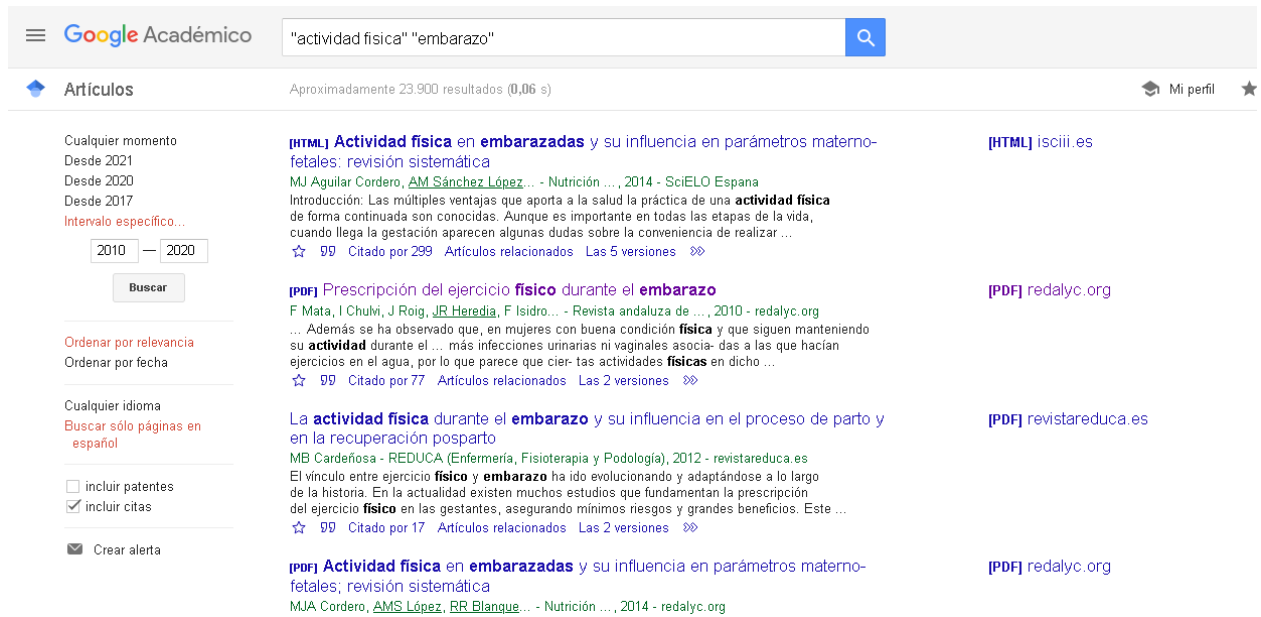 Google Académico
"actividad fisica" "embarazo"
Artículos
Aproximadamente 23.900 resultados (0,06 s)
Mi perfil
Cualquier momento
Desde 2021
Desde 2020
Desde 2017
Intervalo específico...
2010 — 2020
Buscar
Ordenar por relevancia
Ordenar por fecha
Cualquier idioma
Buscar sólo páginas en
español
incluir patentes
incluir citas
Crear alerta
[HTML] Actividad física en embarazadas y su influencia en parámetros materno-
fetales: revisión sistemática
MJ Aguilar Cordero, AM Sánchez López... - Nutrición ..., 2014 - SciELO Espana
Introducción: Las múltiples ventajas que aporta a la salud la práctica de una actividad física
de forma continuada son conocidas. Aunque es importante en todas las etapas de la vida,
cuando llega la gestación aparecen algunas dudas sobre la conveniencia de realizar ...
Citado por 299 Artículos relacionados Las 5 versiones
[HTML] isciii.es
[PDF] Prescripción del ejercicio físico durante el embarazo
F Mata, I Chulvi, J Roig, JR Heredia, F Isidro... - Revista andaluza de ..., 2010 - redalyc.org
... Además se ha observado que, en mujeres con buena condición física y que siguen manteniendo
su actividad durante el ... más infecciones urinarias ni vaginales asocia- das a las que hacían
ejercicios en el agua, por lo que parece que cier- tas actividades físicas en dicho ...
Citado por 77 Artículos relacionados Las 2 versiones
[PDF] redalyc.org
La actividad física durante el embarazo y su influencia en el proceso de parto y
en la recuperación posparto
MB Cardeñosa - REDUCA (Enfermería, Fisioterapia y Podología), 2012 - revistareduca.es
El vínculo entre ejercicio físico y embarazo ha ido evolucionando y adaptándose a lo largo
de la historia. En la actualidad existen muchos estudios que fundamentan la prescripción
del ejercicio físico en las gestantes, asegurando mínimos riesgos y grandes beneficios. Este ...
Citado por 17 Artículos relacionados Las 2 versiones
[PDF] revistareduca.es
[PDF] Actividad física en embarazadas y su influencia en parámetros materno-
fetales; revisión sistemática
MJA Cordero, AMS López, RR Blanque... - Nutrición ..., 2014 - redalyc.org
[PDF] redalyc.org